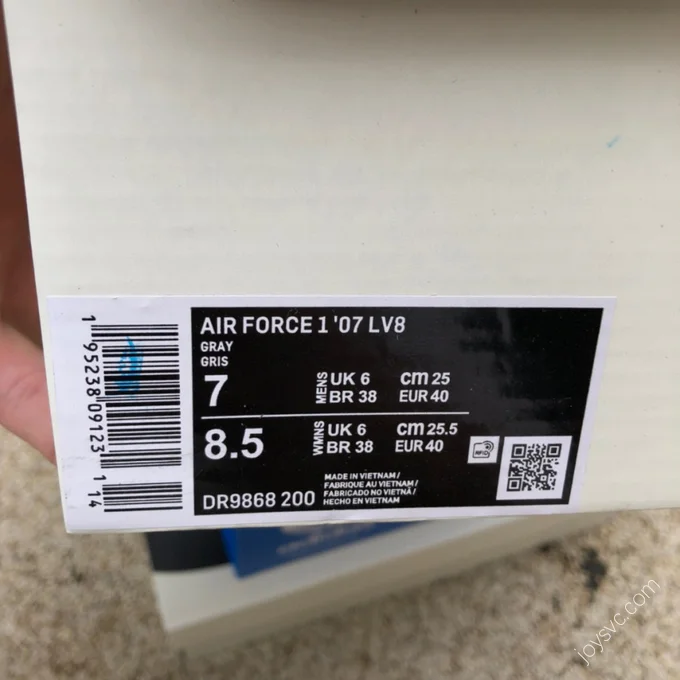 1 95238 09123 1 14
AIR FORCE 1 '07 LV8
GRAY
GRIS
7
MENS
UK 6
cm 25
BR 38
EUR 40
8.5
WMNS
UK 6
cm 25.5
BR 38
EUR 40
RFID
DR9868 200
MADE IN VIETNAM /
FABRIQUE AU VIETNAM /
FABRICADO NO VIETNÃ /
HECHO EN VIETNAM
joysvc.com